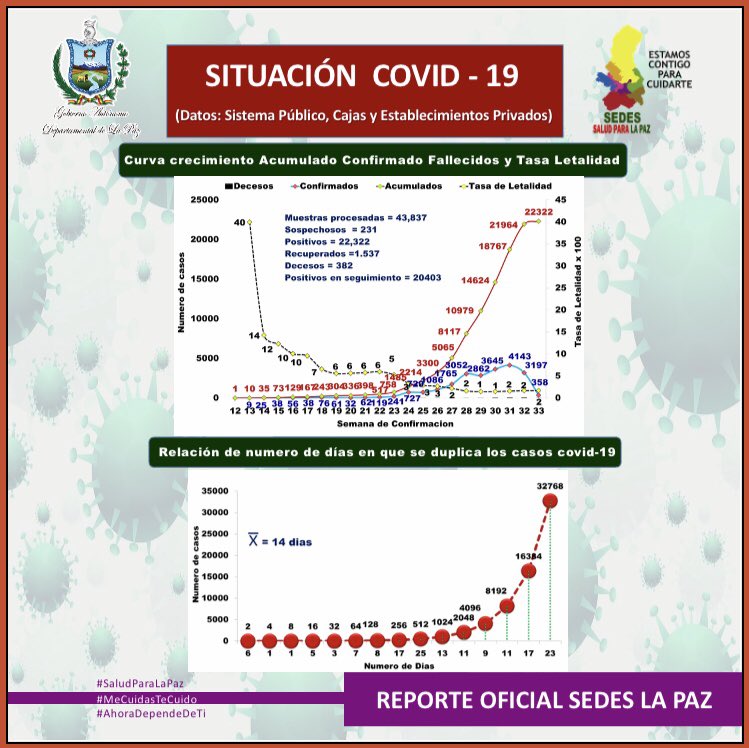 Gobierno Autónomo
Departamental de La Paz
SITUACIÓN COVID - 19
(Datos: Sistema Público, Cajas y Establecimientos Privados)
ESTAMOS
CONTIGO
PARA
CUIDARTE
SEDES
SALUD PARA LA PAZ
Curva crecimiento Acumulado Confirmado Fallecidos y Tasa Letalidad
Decesos Confirmados Acumulados Tasa de Letalidad
Numero de casos
25000
20000
15000
10000
5000
0
Muestras procesadas = 43,837
Sospechosos = 231
Positivos = 22,322
Recuperados =1.537
Decesos = 382
Positivos en seguimiento = 20403
40 14 12 10 10 7 6 6 6 6 5 3 3 3 2 2 1 1 2 2
1 10 35 73 129 167 243 304 336 398 517 758 1485 2214 3300 5065 8117 10979 14624 18767 21964 22322
9 25 38 56 38 76 61 32 62 119 241 727 729 1086 1765 3052 2862 3645 4143 3197 358
45
40
35
30
25
20
15
10
5
0
Tasa de Letalidad x 100
12 13 14 15 16 17 18 19 20 21 22 23 24 25 26 27 28 29 30 31 32 33
Semana de Confirmacion
Relación de numero de días en que se duplica los casos covid-19
Numero de casos
35000
30000
25000
20000
15000
10000
5000
0
X = 14 dias
2 4 8 16 32 64 128 256 512 1024 2048 4096 8192 16384 32768
6 1 1 5 3 7 8 17 25 13 11 9 11 17 23
Numero de Dias
#SaludParaLaPaz
#MeCuidasTeCuido
#AhoraDependeDeTi
REPORTE OFICIAL SEDES LA PAZ